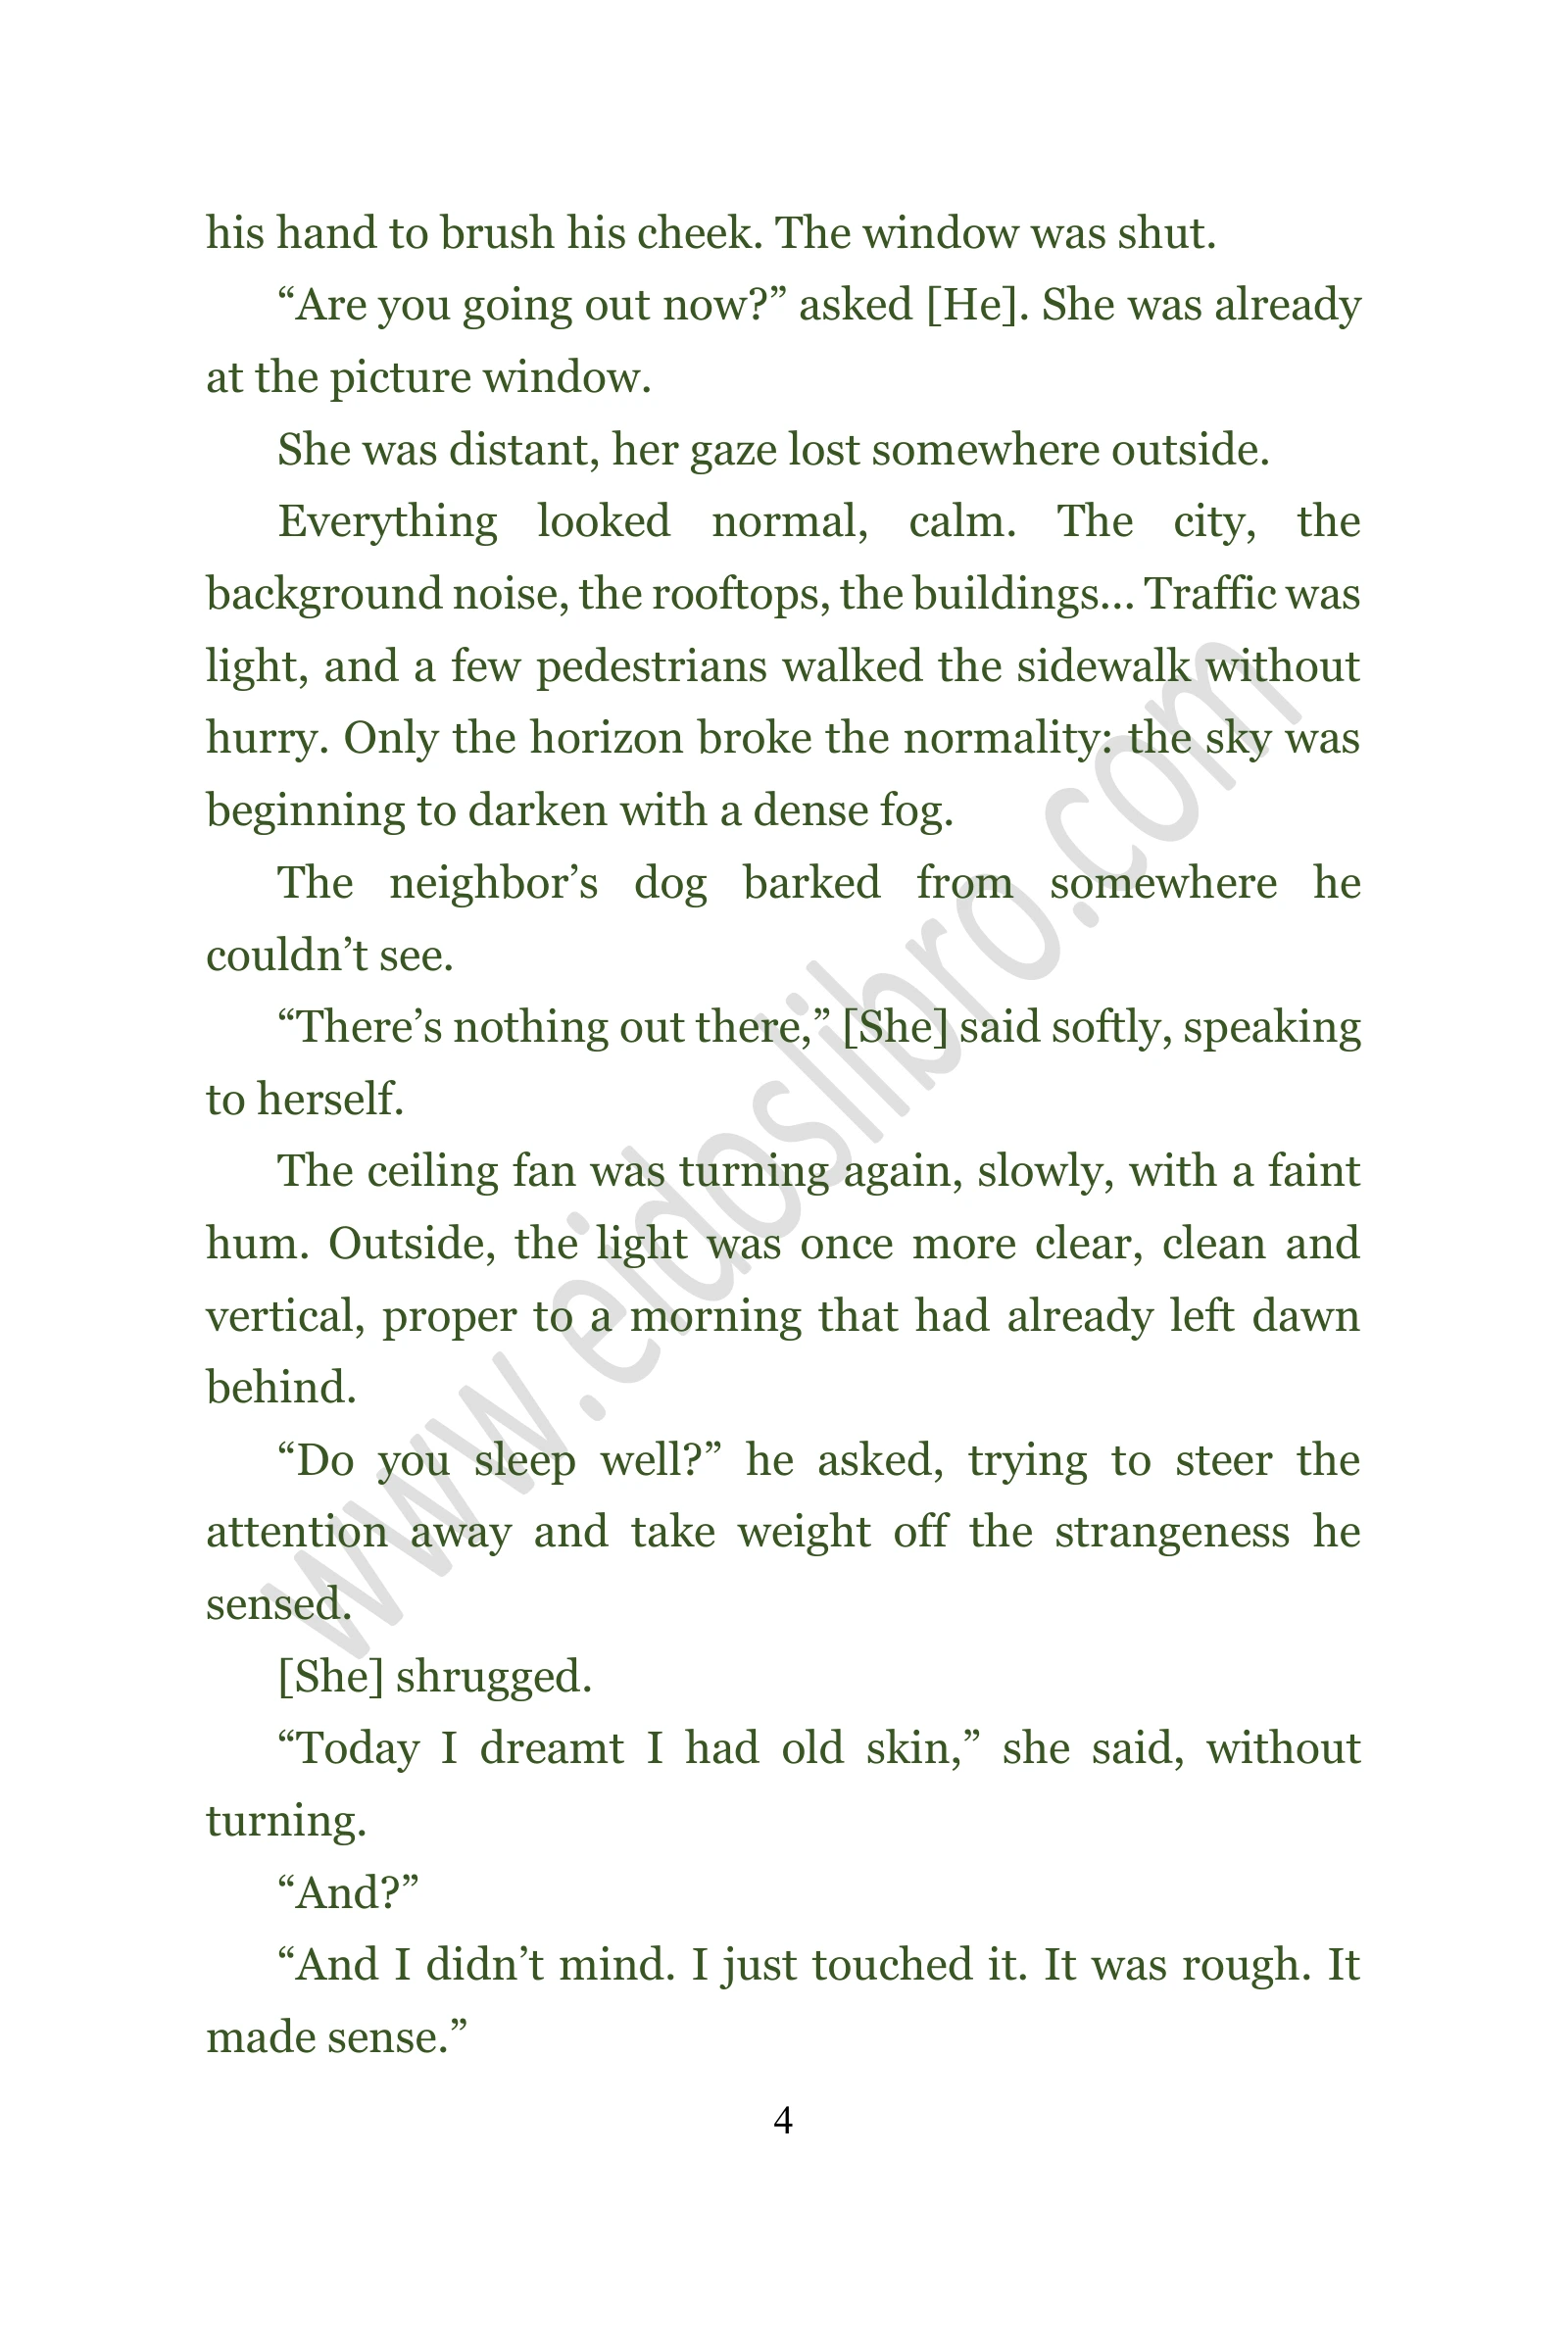 his hand to brush his cheek. The window was shut.
“Are you going out now?” asked [He]. She was already
at the picture window.
She was distant, her gaze lost somewhere outside.
Everything looked normal, calm. The city, the
background noise, the rooftops, the buildings... Traffic was
light, and a few pedestrians walked the sidewalk without
hurry. Only the horizon broke the normality: the sky was
beginning to darken with a dense fog.
The neighbor’s dog barked from somewhere he
couldn’t see.
“There’s nothing out there,” [She] said softly, speaking
to herself.
The ceiling fan was turning again, slowly, with a faint
hum. Outside, the light was once more clear, clean and
vertical, proper to a morning that had already left dawn
behind.
“Do you sleep well?” he asked, trying to steer the
attention away and take weight off the strangeness he
sensed.
[She] shrugged.
“Today I dreamt I had old skin,” she said, without
turning.
“And?”
“And I didn’t mind. I just touched it. It was rough. It
made sense.”
4
www.eidoslibro.com